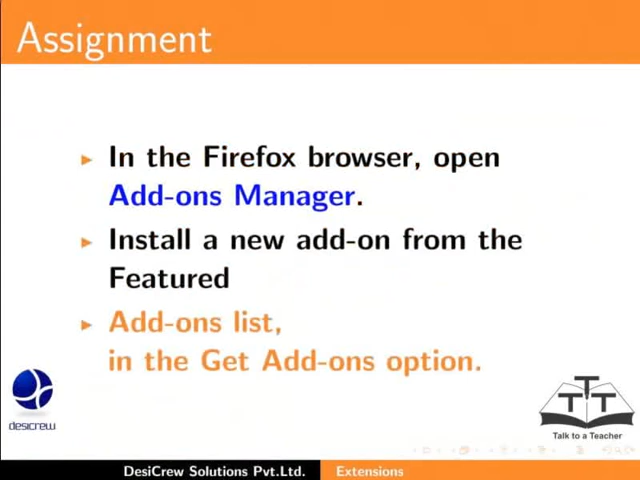 Assignment
In the Firefox browser, open
Add-ons Manager.
Install a new add-on from the
Featured
Add-ons list,
in the Get Add-ons option.
desicrew
TTT
Talk to a Teacher
DesiCrew Solutions Pvt.Ltd.
Extensions